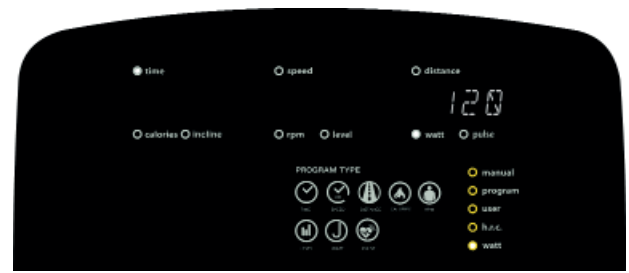 time speed distance
120
calories incline rpm level watt pulse
PROGRAM TYPE
manual
program
user
h.r.c.
watt